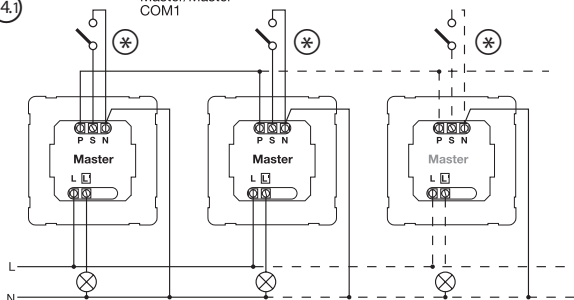 4.1
Master/Master
COM1
* * *
P S N P S N P S N
Master Master Master
L L' L L' L L'
L
N